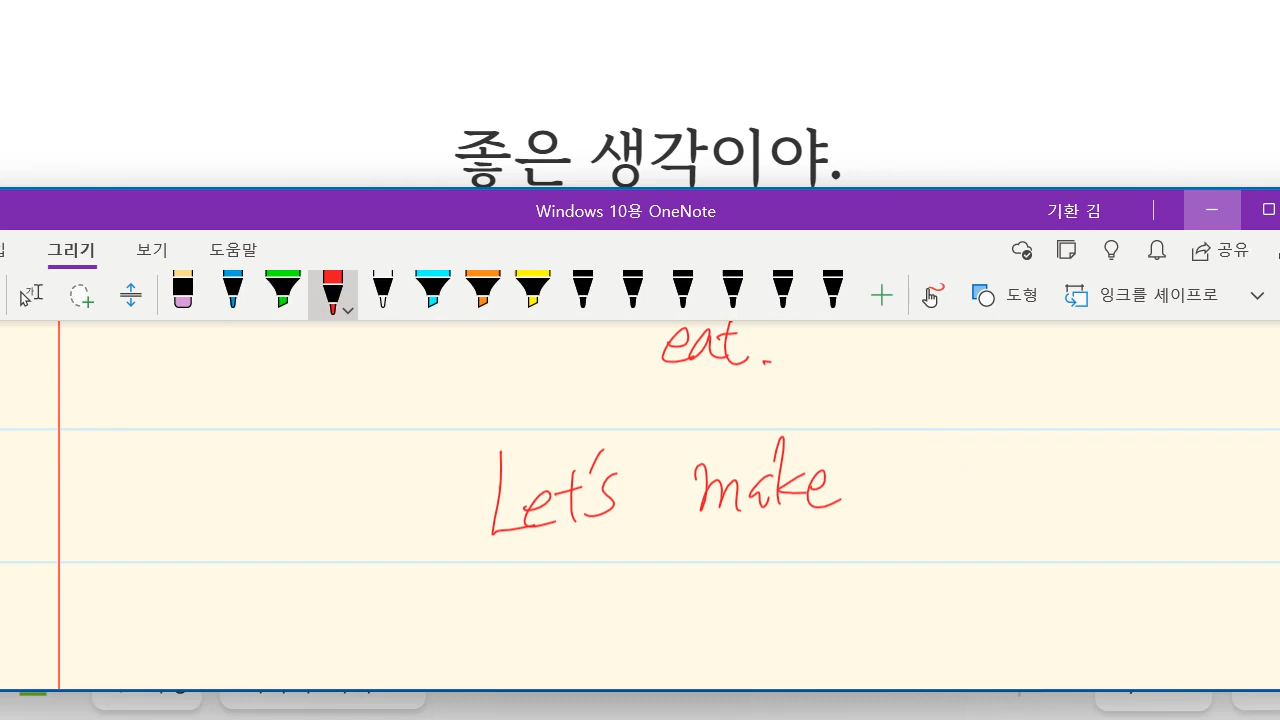 좋은 생각이야.
Windows 10용 OneNote
기환 김
그리기 보기 도움말
공유
도형
잉크를 셰이프로
eat.
Let's make